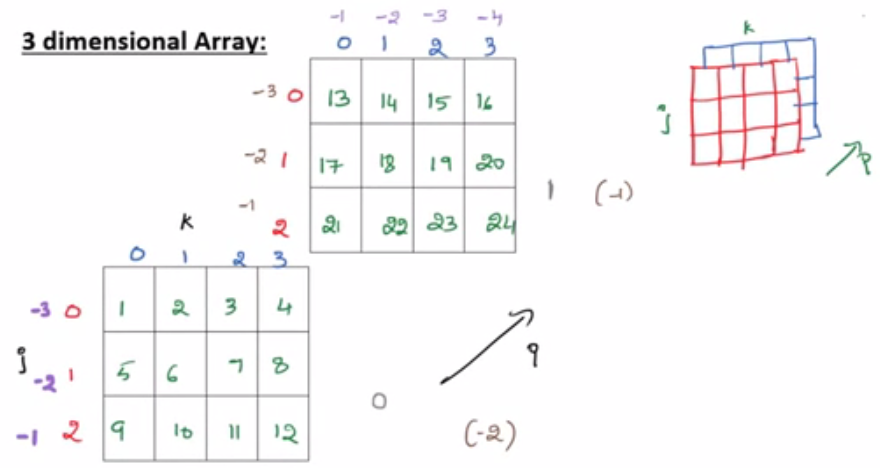 3 dimensional Array:
-1 -2 -3 -4
0 1 2 3
-3 0 13 14 15 16
-2 1 17 18 19 20
-1 2 21 22 23 24
1 (-1)
k
j
k
0 1 2 3
-3 0 1 2 3 4
j
-2 1 5 6 7 8
-1 2 9 10 11 12
0
(-2)